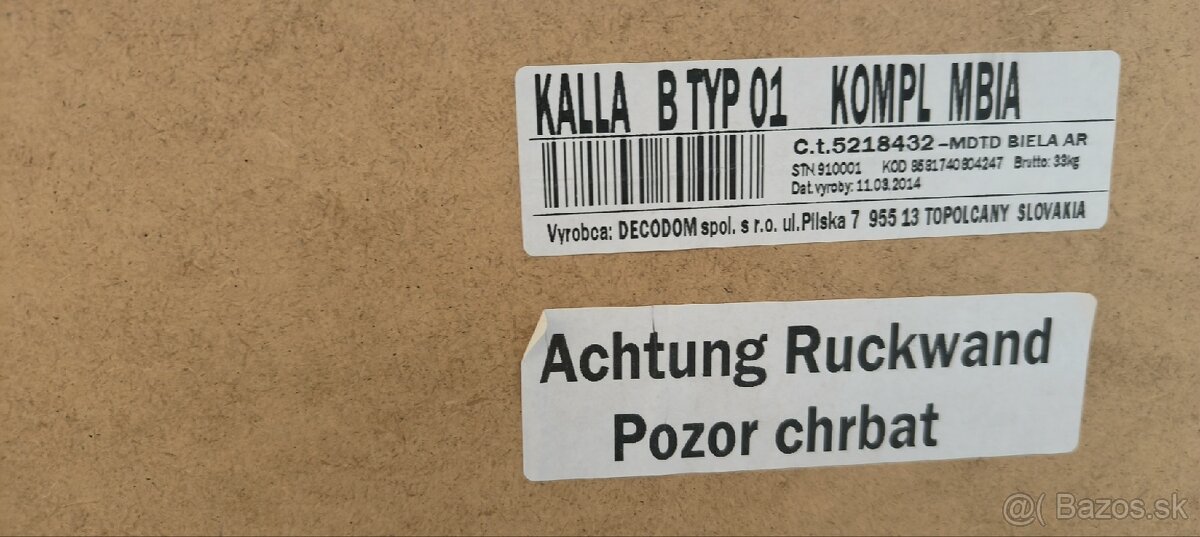 KALLA B TYP 01 KOMPL MBIA
C.t.5218432-MDTD BIELA AR
STN 910001 KOD 8581740804247 Brutto: 33kg
Dat.vyroby: 11.03.2014
Vyrobca: DECODOM spol. s r.o. ul.Pilska 7 955 13 TOPOLCANY SLOVAKIA
Achtung Ruckwand
Pozor chrbat
@( Bazos.sk